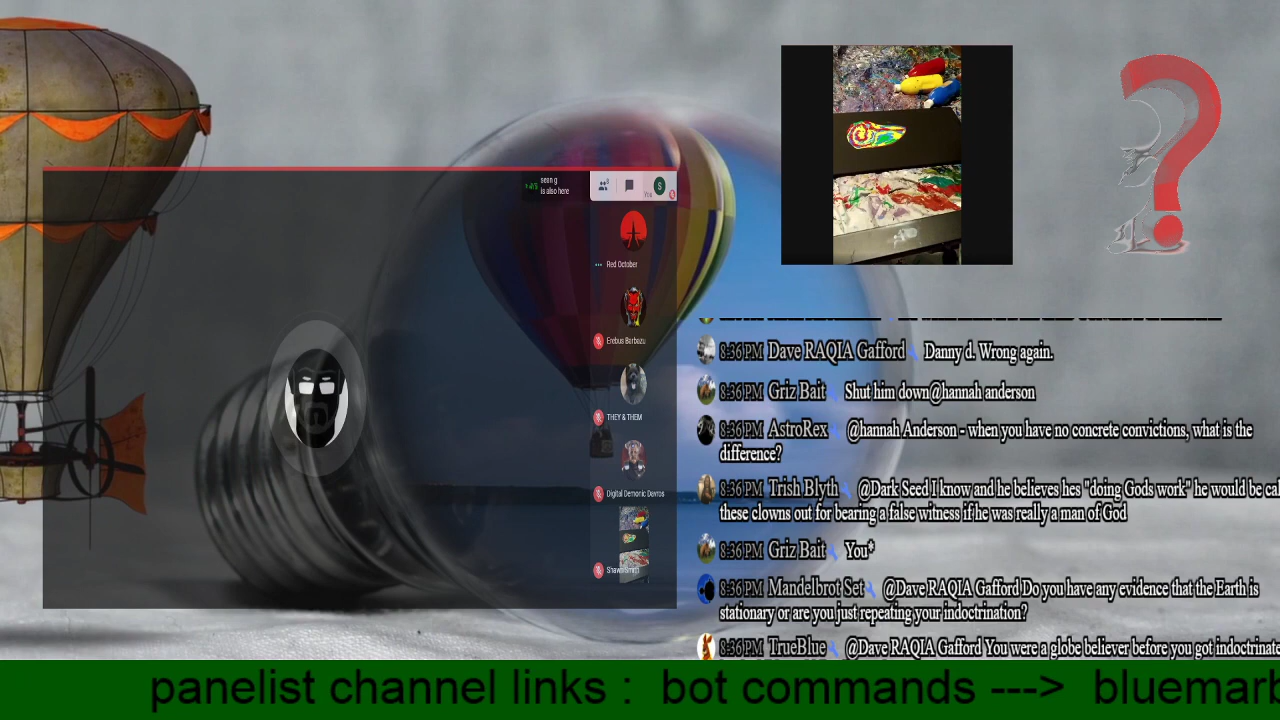 sean g
is also here
You
S
Red October
Erebus Barbazu
THEY & THEM
Digital Demonic Davros
Shawn Smith
8:36 PM Dave RAQIA Gafford Danny d. Wrong again.
8:36 PM Griz Bait Shut him down@hannah anderson
8:36 PM AstroRex @hannah Anderson - when you have no concrete convictions, what is the
difference?
8:36 PM Trish Blyth @Dark Seed I know and he believes hes "doing Gods work" he would be cal
these clowns out for bearing a false witness if he was really a man of God
8:36 PM Griz Bait You*
8:36 PM Mandelbrot Set @Dave RAQIA Gafford Do you have any evidence that the Earth is
stationary or are you just repeating your indoctrination?
8:36 PM TrueBlue @Dave RAQIA Gafford You were a globe believer before you got indoctrinate
panelist channel links : bot commands ---> bluemarb